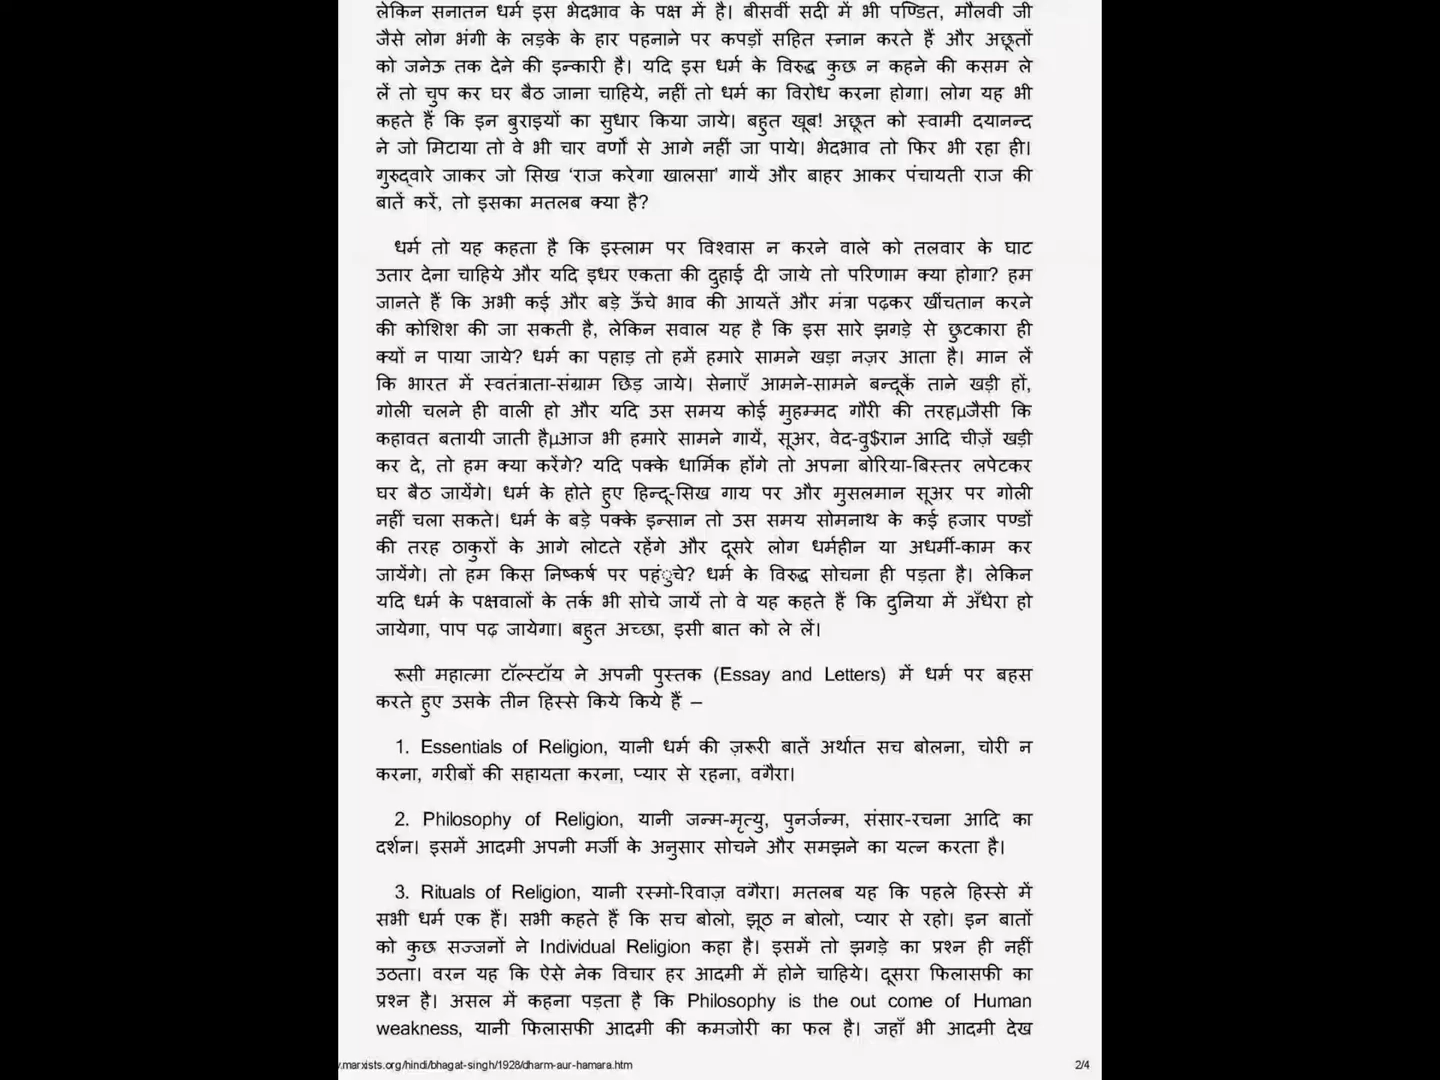 लेकिन सनातन धर्म इस भेदभाव के पक्ष में है। बीसवीं सदी में भी पण्डित, मौलवी जी
जैसे लोग भंगी के लड़के के हार पहनाने पर कपड़ों सहित स्नान करते हैं और अछूतों
को जनेऊ तक देने की इन्कारी है। यदि इस धर्म के विरुद्ध कुछ न कहने की कसम ले
लें तो चुप कर घर बैठ जाना चाहिये, नहीं तो धर्म का विरोध करना होगा। लोग यह भी
कहते हैं कि इन बुराइयों का सुधार किया जाये। बहुत खूब! अछूत को स्वामी दयानन्द
ने जो मिटाया तो वे भी चार वर्णों से आगे नहीं जा पाये। भेदभाव तो फिर भी रहा ही।
गुरुद्वारे जाकर जो सिख ‘राज करेगा खालसा’ गायें और बाहर आकर पंचायती राज की
बातें करें, तो इसका मतलब क्या है?
धर्म तो यह कहता है कि इस्लाम पर विश्वास न करने वाले को तलवार के घाट
उतार देना चाहिये और यदि इधर एकता की दुहाई दी जाये तो परिणाम क्या होगा? हम
जानते हैं कि अभी कई और बड़े ऊँचे भाव की आयतें और मंत्रा पढ़कर खींचतान करने
की कोशिश की जा सकती है, लेकिन सवाल यह है कि इस सारे झगड़े से छुटकारा ही
क्यों न पाया जाये? धर्म का पहाड़ तो हमें हमारे सामने खड़ा नज़र आता है। मान लें
कि भारत में स्वतंत्राता-संग्राम छिड़ जाये। सेनाएँ आमने-सामने बन्दूकें ताने खड़ी हों,
गोली चलने ही वाली हो और यदि उस समय कोई मुहम्मद गौरी की तरहµजैसी कि
कहावत बतायी जाती हैµआज भी हमारे सामने गायें, सूअर, वेद-वु$रान आदि चीज़ें खड़ी
कर दे, तो हम क्या करेंगे? यदि पक्के धार्मिक होंगे तो अपना बोरिया-बिस्तर लपेटकर
घर बैठ जायेंगे। धर्म के होते हुए हिन्दू-सिख गाय पर और मुसलमान सूअर पर गोली
नहीं चला सकते। धर्म के बड़े पक्के इन्सान तो उस समय सोमनाथ के कई हजार पण्डों
की तरह ठाकुरों के आगे लोटते रहेंगे और दूसरे लोग धर्महीन या अधर्मी-काम कर
जायेंगे। तो हम किस निष्कर्ष पर पहंुचे? धर्म के विरुद्ध सोचना ही पड़ता है। लेकिन
यदि धर्म के पक्षवालों के तर्क भी सोचे जायें तो वे यह कहते हैं कि दुनिया में अँधेरा हो
जायेगा, पाप पढ़ जायेगा। बहुत अच्छा, इसी बात को ले लें।
रूसी महात्मा टॉल्स्टॉय ने अपनी पुस्तक (Essay and Letters) में धर्म पर बहस
करते हुए उसके तीन हिस्से किये किये हैं –
1. Essentials of Religion, यानी धर्म की ज़रूरी बातें अर्थात सच बोलना, चोरी न
करना, गरीबों की सहायता करना, प्यार से रहना, वगैरा।
2. Philosophy of Religion, यानी जन्म-मृत्यु, पुनर्जन्म, संसार-रचना आदि का
दर्शन। इसमें आदमी अपनी मर्जी के अनुसार सोचने और समझने का यत्न करता है।
3. Rituals of Religion, यानी रस्मो-रिवाज़ वगैरा। मतलब यह कि पहले हिस्से में
सभी धर्म एक हैं। सभी कहते हैं कि सच बोलो, झूठ न बोलो, प्यार से रहो। इन बातों
को कुछ सज्जनों ने Individual Religion कहा है। इसमें तो झगड़े का प्रश्न ही नहीं
उठता। वरन यह कि ऐसे नेक विचार हर आदमी में होने चाहिये। दूसरा फिलासफी का
प्रश्न है। असल में कहना पड़ता है कि Philosophy is the out come of Human
weakness, यानी फिलासफी आदमी की कमजोरी का फल है। जहाँ भी आदमी देख
.marxists.org/hindi/bhagat-singh/1928/dharm-aur-hamara.htm 2/4